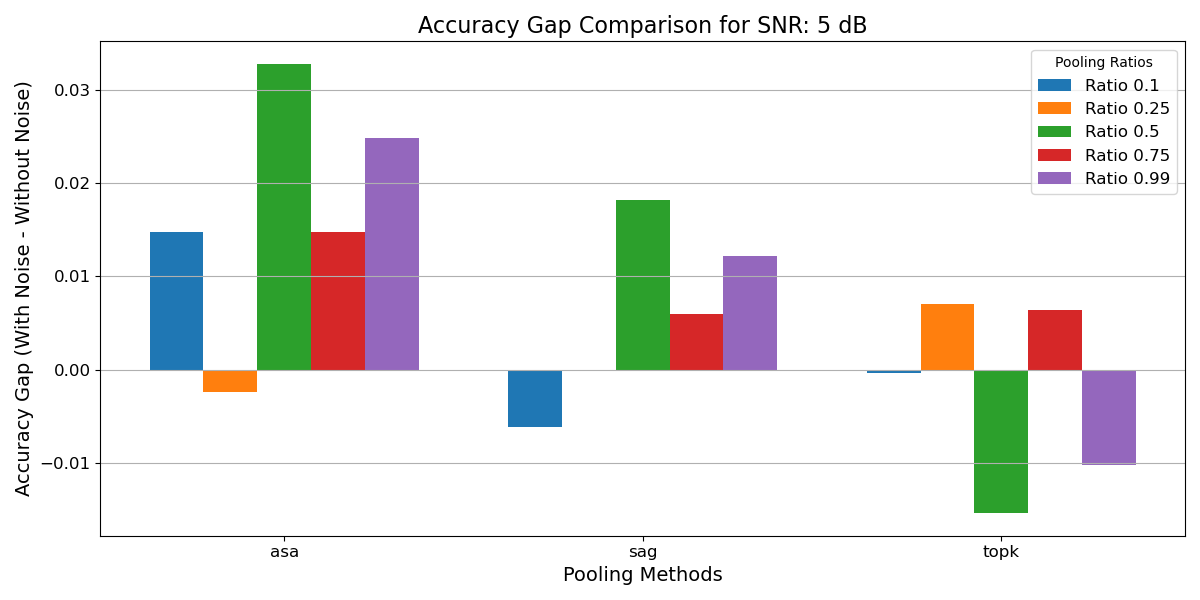 Accuracy Gap Comparison for SNR: 5 dB
Accuracy Gap (With Noise - Without Noise)
0.03
0.02
0.01
0.00
−0.01
Pooling Ratios
Ratio 0.1
Ratio 0.25
Ratio 0.5
Ratio 0.75
Ratio 0.99
asa
sag
topk
Pooling Methods